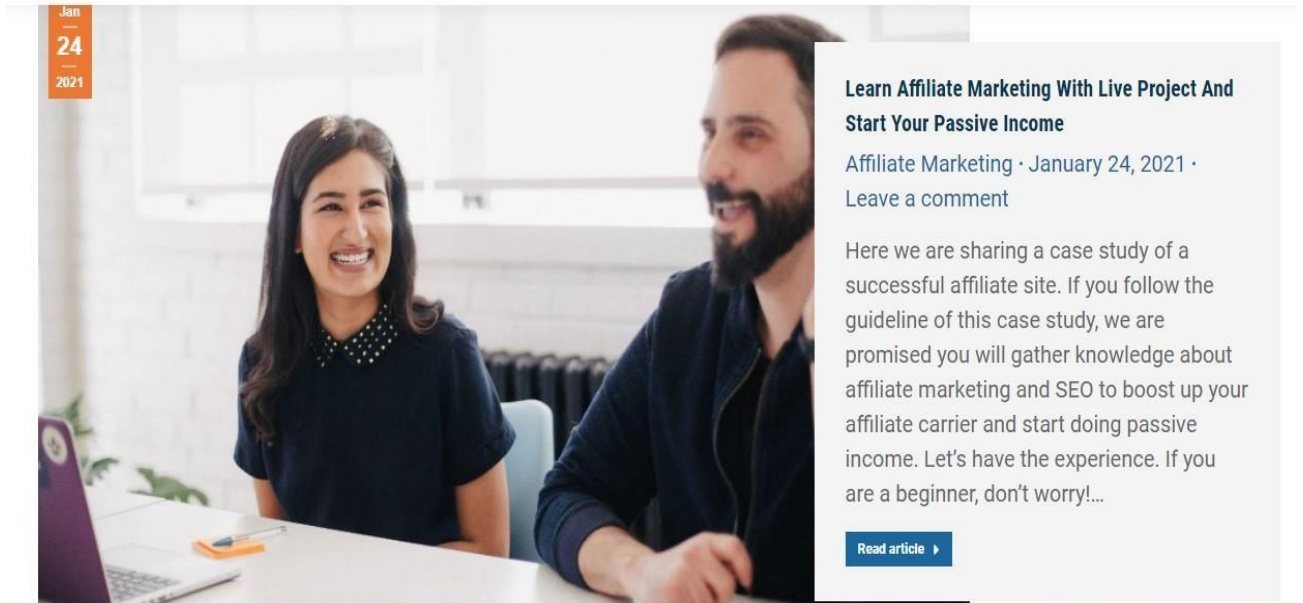 Jan
24
2021
Learn Affiliate Marketing With Live Project And
Start Your Passive Income
Affiliate Marketing · January 24, 2021 ·
Leave a comment
Here we are sharing a case study of a
successful affiliate site. If you follow the
guideline of this case study, we are
promised you will gather knowledge about
affiliate marketing and SEO to boost up your
affiliate carrier and start doing passive
income. Let’s have the experience. If you
are a beginner, don’t worry!…
Read article